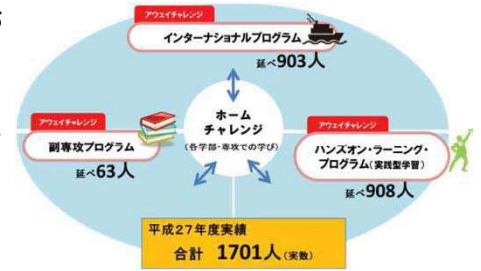 アウェイチャレンジ
インターナショナルプログラム
延べ903人
ホーム
チャレンジ
(各学部・専攻での学び)
アウェイチャレンジ
副専攻プログラム
延べ63人
アウェイチャレンジ
ハンズオン・ラーニング・
プログラム(実践型学習)
延べ908人
平成27年度実績
合計 1701人(実数)